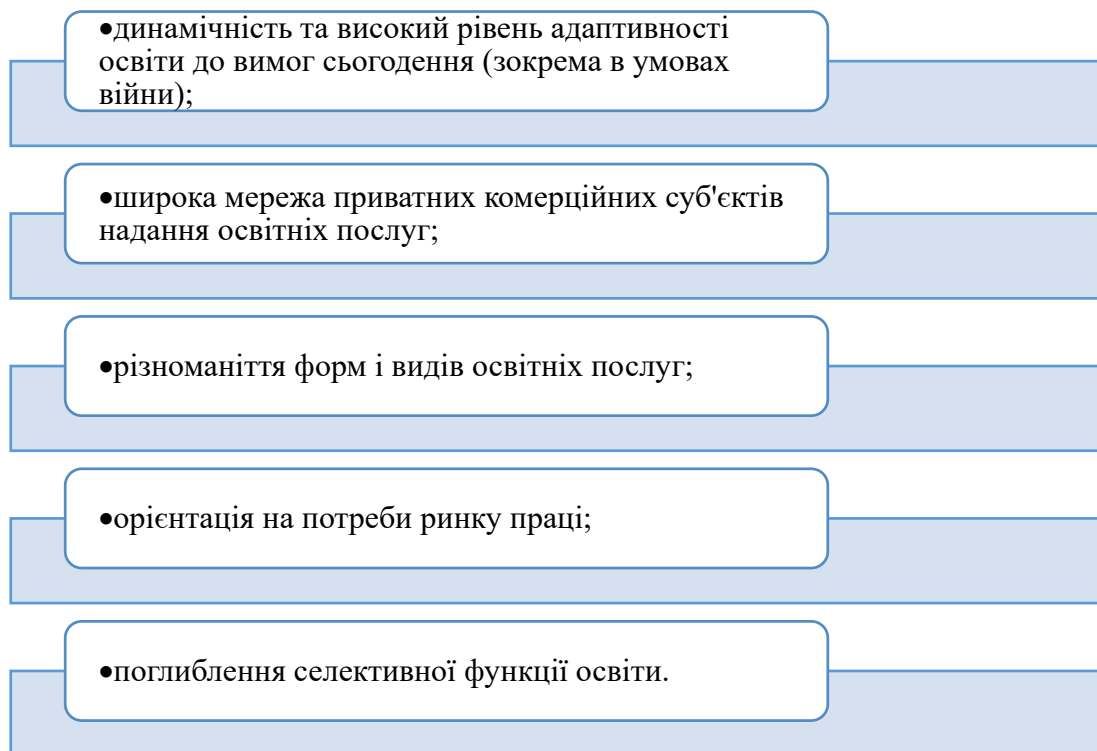 •динамічність та високий рівень адаптивності
освіти до вимог сьогодення (зокрема в умовах
війни);
•широка мережа приватних комерційних суб'єктів
надання освітніх послуг;
•різноманіття форм і видів освітніх послуг;
•орієнтація на потреби ринку праці;
•поглиблення селективної функції освіти.